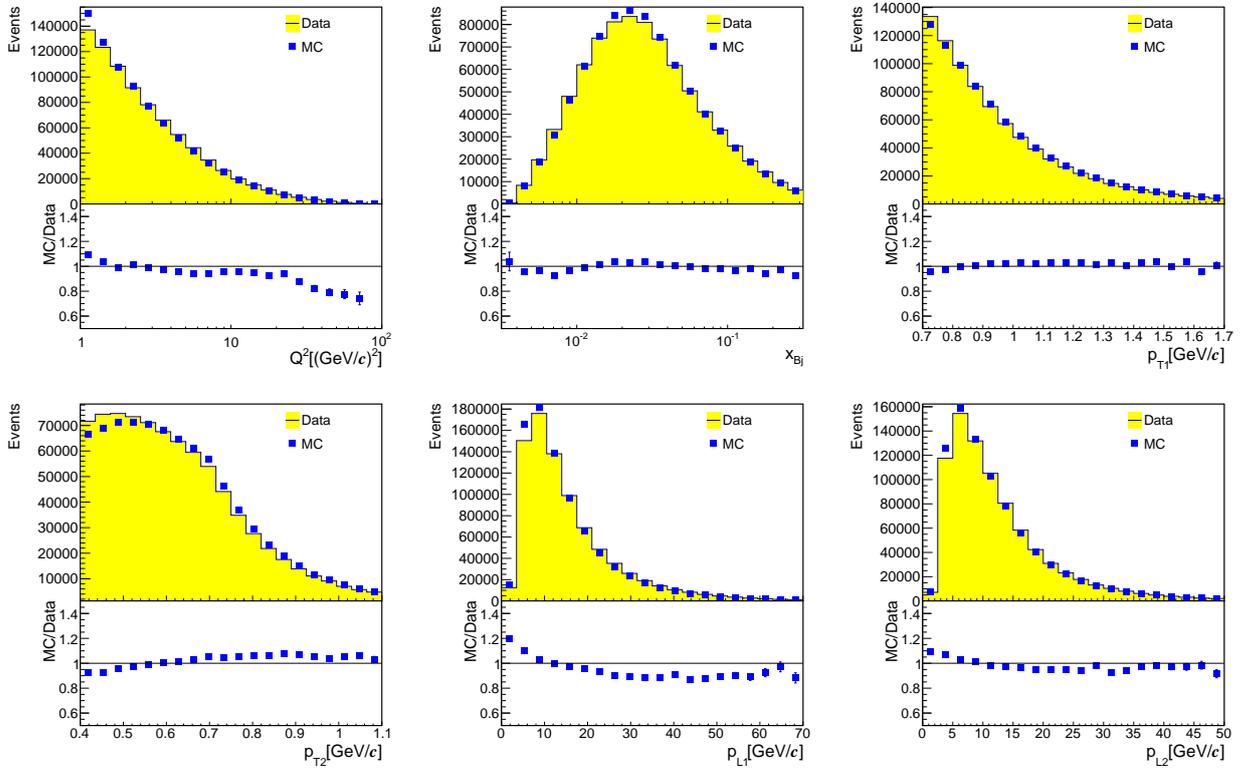 Events
140000
120000
100000
80000
60000
40000
20000
0
Data
MC
MC/Data
1.4
1.2
1
0.8
0.6
1 10 10²
Q²[(GeV/c)²]
Events
80000
70000
60000
50000
40000
30000
20000
10000
0
Data
MC
MC/Data
1.4
1.2
1
0.8
0.6
10⁻² 10⁻¹
x_Bj
Events
140000
120000
100000
80000
60000
40000
20000
0
Data
MC
MC/Data
1.4
1.2
1
0.8
0.6
0.7 0.8 0.9 1 1.1 1.2 1.3 1.4 1.5 1.6 1.7
p_T1[GeV/c]
Events
70000
60000
50000
40000
30000
20000
10000
Data
MC
MC/Data
1.4
1.2
1
0.8
0.6
0.4 0.5 0.6 0.7 0.8 0.9 1 1.1
p_T2[GeV/c]
Events
180000
160000
140000
120000
100000
80000
60000
40000
20000
0
Data
MC
MC/Data
1.4
1.2
1
0.8
0.6
0 10 20 30 40 50 60 70
p_L1[GeV/c]
Events
160000
140000
120000
100000
80000
60000
40000
20000
0
Data
MC
MC/Data
1.4
1.2
1
0.8
0.6
0 5 10 15 20 25 30 35 40 45 50
p_L2[GeV/c]